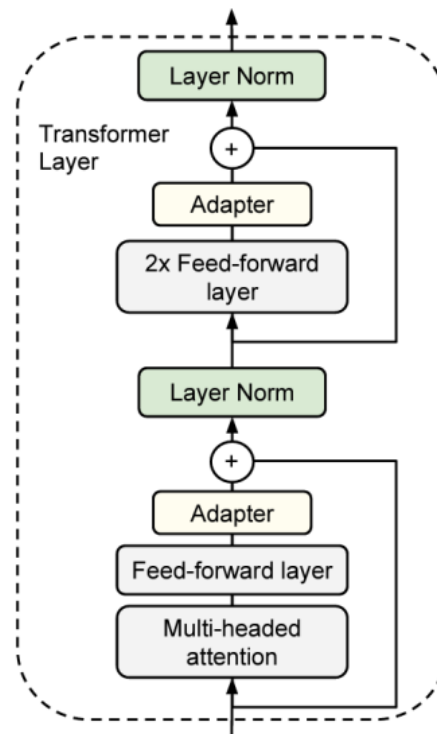 Layer Norm
Transformer
Layer
+
Adapter
2x Feed-forward
layer
Layer Norm
+
Adapter
Feed-forward layer
Multi-headed
attention